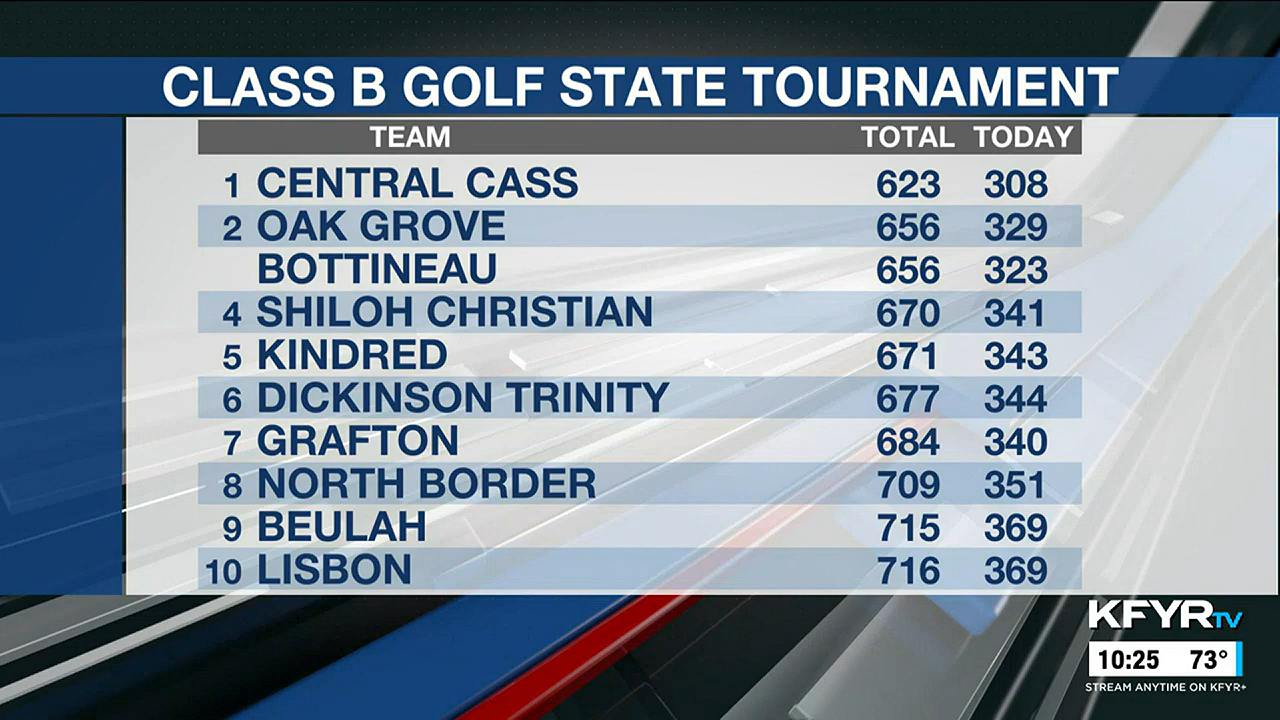 CLASS B GOLF STATE TOURNAMENT
TEAM TOTAL TODAY
1 CENTRAL CASS 623 308
2 OAK GROVE 656 329
BOTTINEAU 656 323
4 SHILOH CHRISTIAN 670 341
5 KINDRED 671 343
6 DICKINSON TRINITY 677 344
7 GRAFTON 684 340
8 NORTH BORDER 709 351
9 BEULAH 715 369
10 LISBON 716 369
KFYRTV
10:25 73°
STREAM ANYTIME ON KFYR+